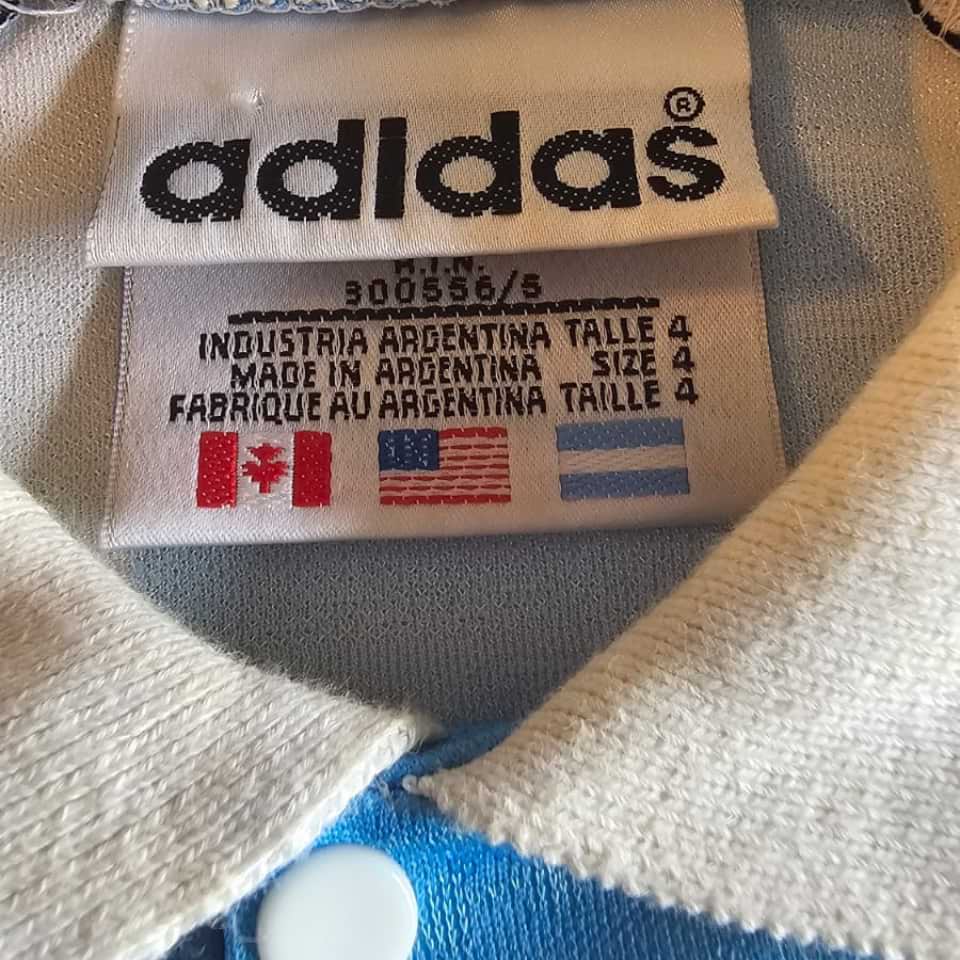 adidas®
R.I.N.
300556/5
INDUSTRIA ARGENTINA TALLE 4
MADE IN ARGENTINA SIZE 4
FABRIQUE AU ARGENTINA TAILLE 4